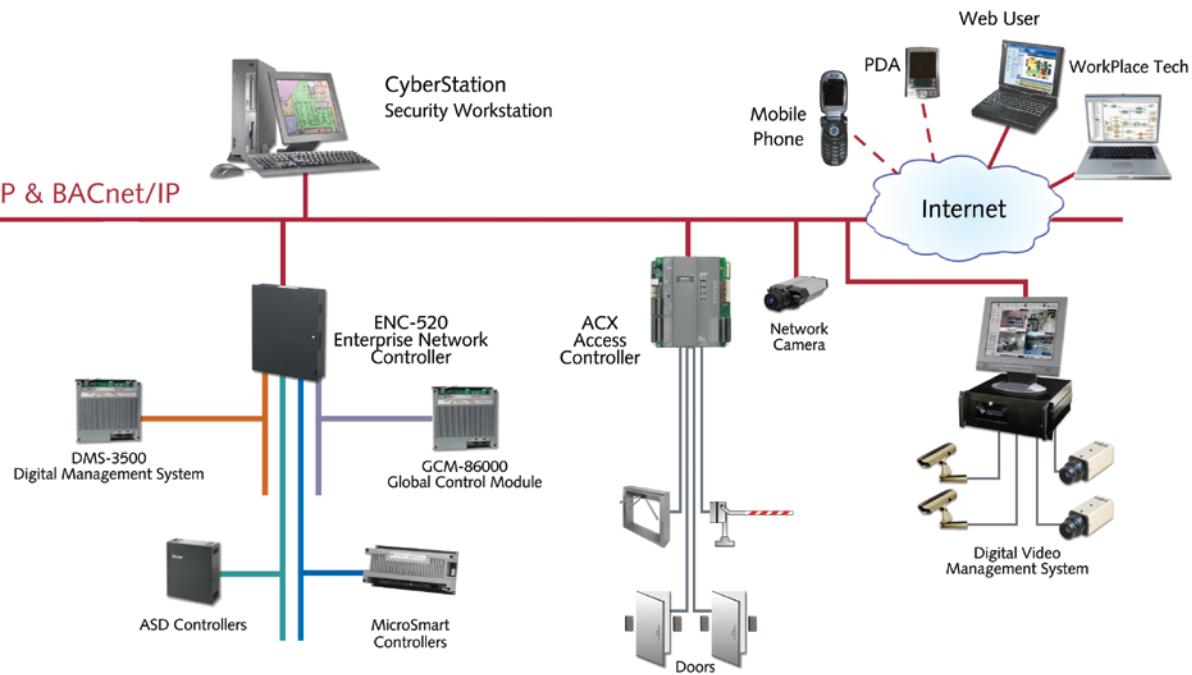 Web User
PDA
WorkPlace Tech
CyberStation
Security Workstation
Mobile
Phone
P & BACnet/IP
Internet
ENC-520
Enterprise Network
Controller
ACX
Access
Controller
Network
Camera
DMS-3500
Digital Management System
GCM-86000
Global Control Module
Digital Video
Management System
ASD Controllers
MicroSmart
Controllers
Doors